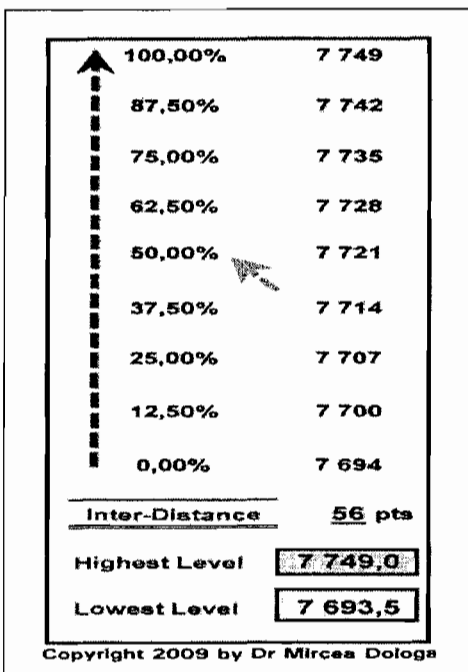 100,00% 7 749
87,50% 7 742
75,00% 7 735
62,50% 7 728
50,00% 7 721
37,50% 7 714
25,00% 7 707
12,50% 7 700
0,00% 7 694
Inter-Distance 56 pts
Highest Level 7 749,0
Lowest Level 7 693,5
Copyright 2009 by Dr Mircea Dologa